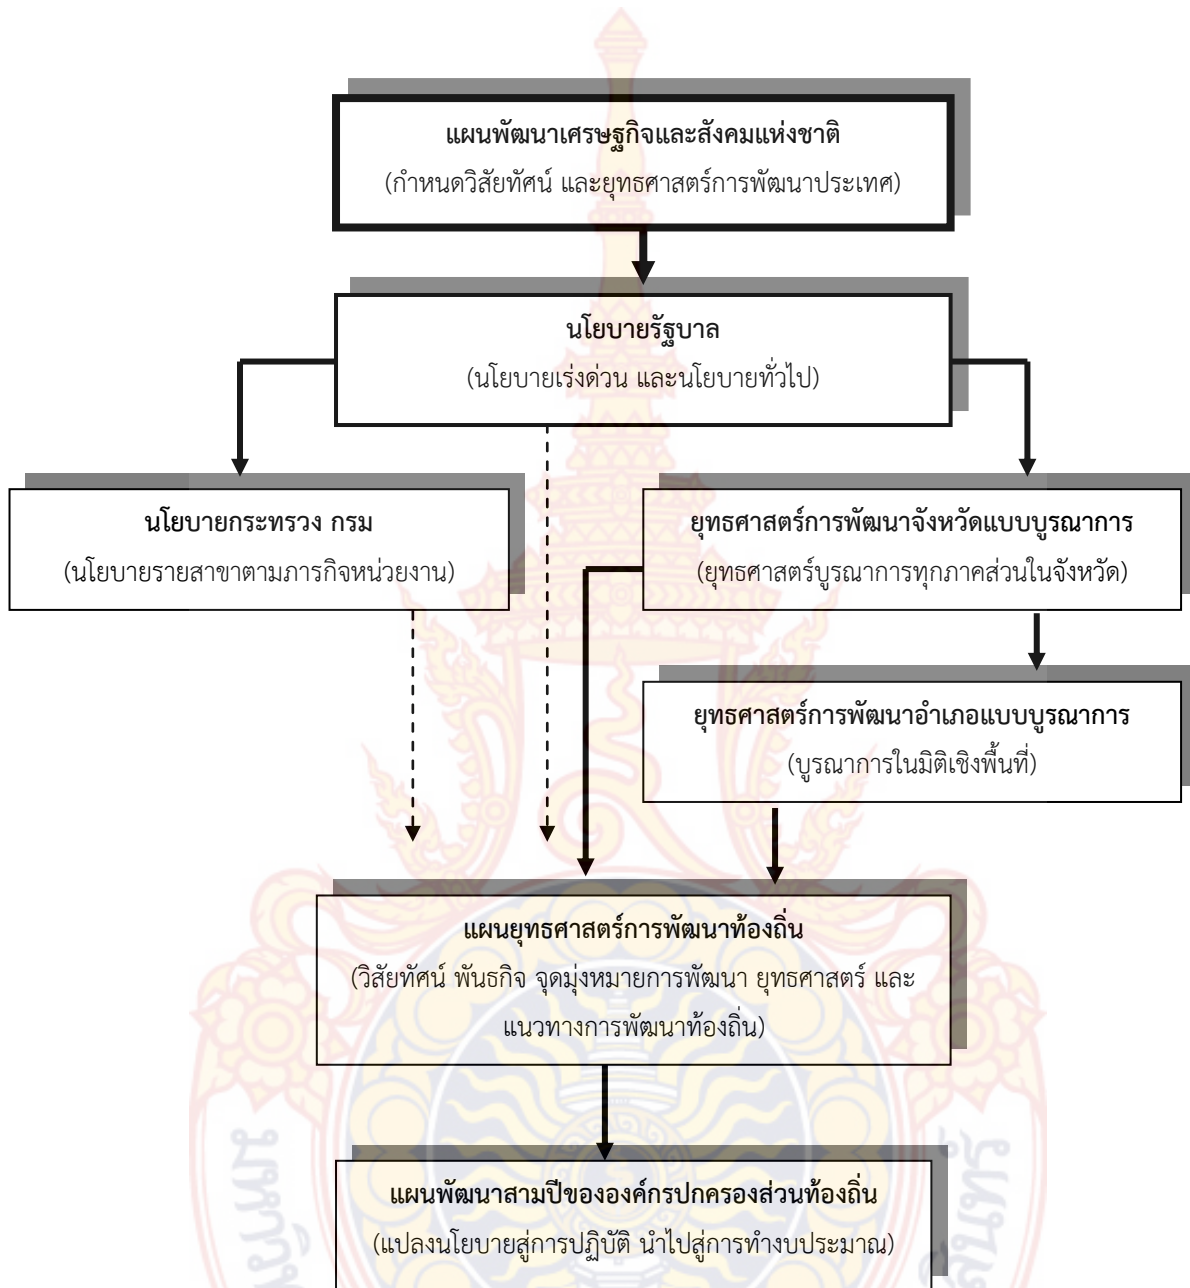 แผนพัฒนาเศรษฐกิจและสังคมแห่งชาติ
(กำหนดวิสัยทัศน์ และยุทธศาสตร์การพัฒนาประเทศ)
นโยบายรัฐบาล
(นโยบายเร่งด่วน และนโยบายทั่วไป)
นโยบายกระทรวง กรม
(นโยบายรายสาขาตามภารกิจหน่วยงาน)
ยุทธศาสตร์การพัฒนาจังหวัดแบบบูรณาการ
(ยุทธศาสตร์บูรณาการทุกภาคส่วนในจังหวัด)
ยุทธศาสตร์การพัฒนาอำเภอแบบบูรณาการ
(บูรณาการในมิติเชิงพื้นที่)
แผนยุทธศาสตร์การพัฒนาท้องถิ่น
(วิสัยทัศน์ พันธกิจ จุดมุ่งหมายการพัฒนา ยุทธศาสตร์ และ
แนวทางการพัฒนาท้องถิ่น)
แผนพัฒนาสามปีขององค์กรปกครองส่วนท้องถิ่น
(แปลงนโยบายสู่การปฏิบัติ นำไปสู่การทำงบประมาณ)